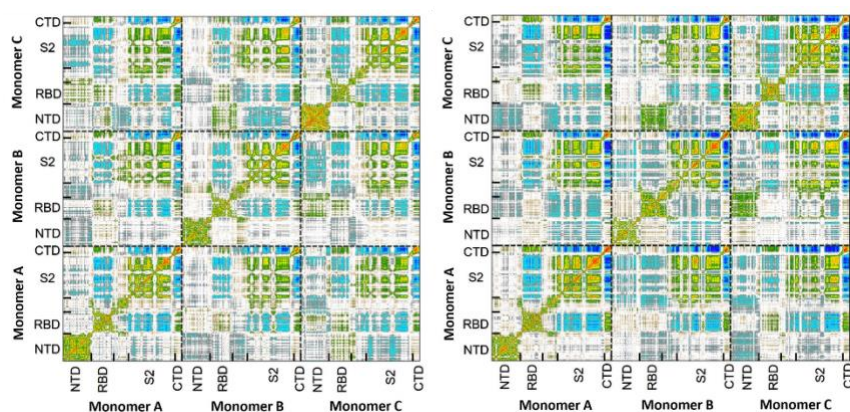 CTD
S2
RBD
NTD
CTD
S2
RBD
NTD
CTD
S2
RBD
NTD
Monomer C
Monomer B
Monomer A
NTD RBD S2 CTD NTD RBD S2 CTD NTD RBD S2 CTD
Monomer A Monomer B Monomer C
CTD
S2
RBD
NTD
CTD
S2
RBD
NTD
CTD
S2
RBD
NTD
Monomer C
Monomer B
Monomer A
NTD RBD S2 CTD NTD RBD S2 CTD NTD RBD S2 CTD
Monomer A Monomer B Monomer C